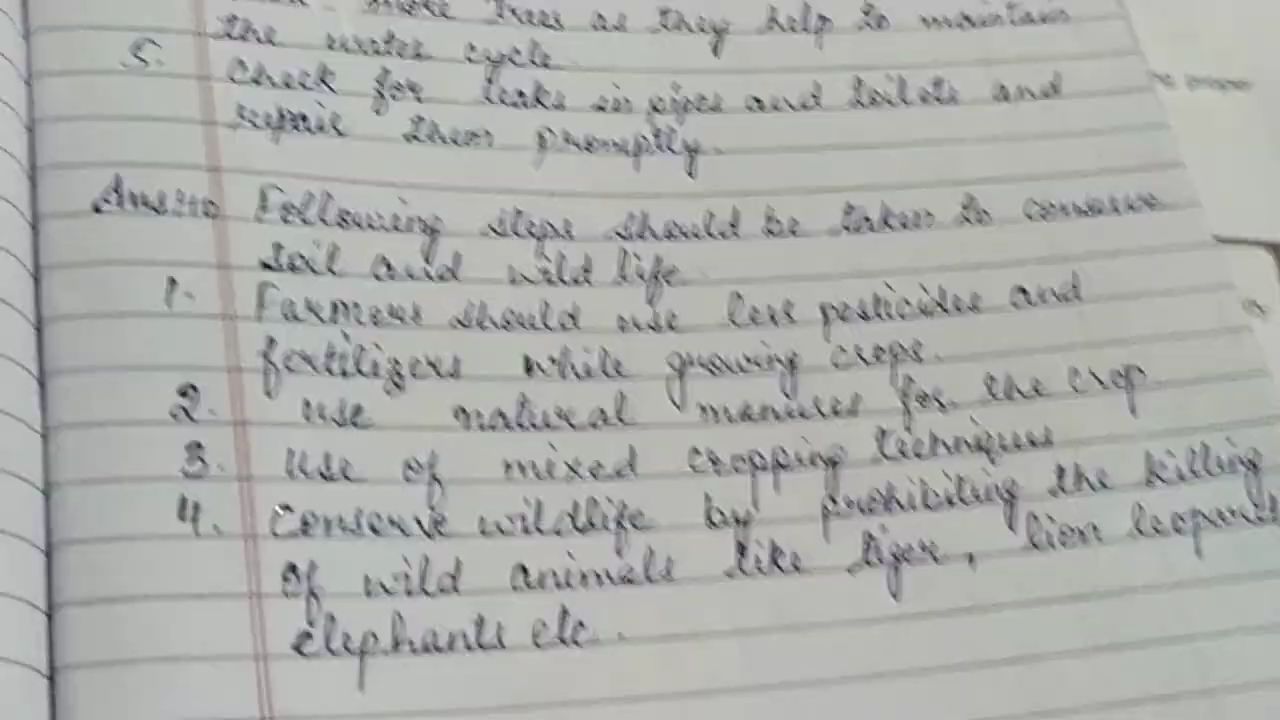 more trees as they help to maintain
the water cycle.
5. Check for leaks in pipes and toilets and
repair them promptly.
Ans:10 Following steps should be taken to conserve
soil and wild life.
1. Farmers should use less pesticides and
fertilizers while growing crops.
2. use natural manures for the crop
3. Use of mixed cropping techniques
4. Conserve wildlife by prohibiting the killing
of wild animals like tiger, lion leopards
elephants etc.